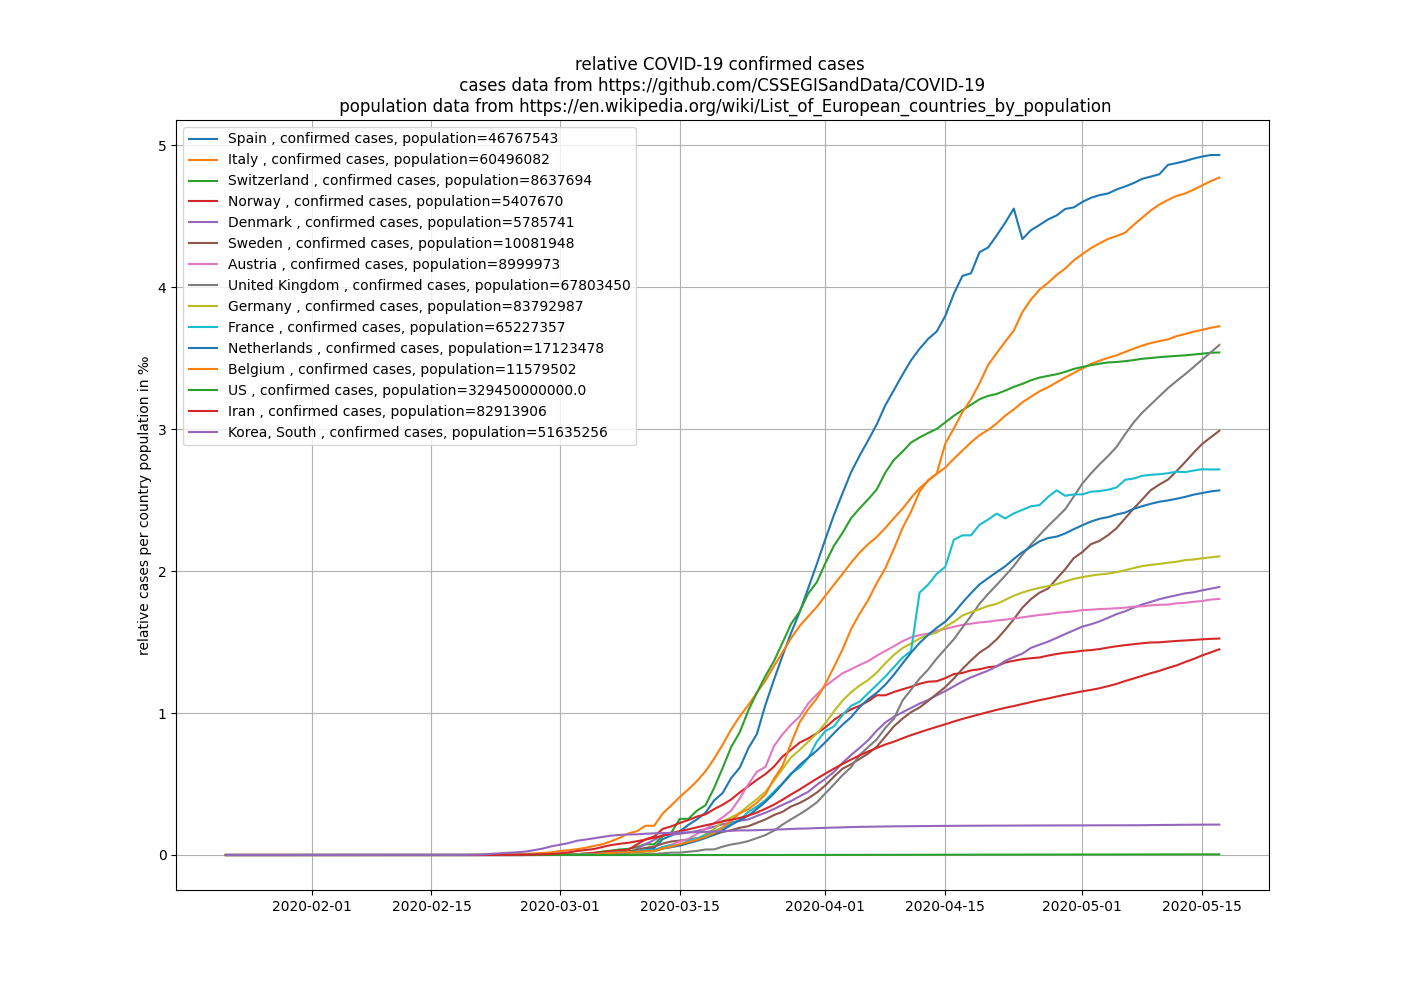 relative COVID-19 confirmed cases
cases data from https://github.com/CSSEGISandData/COVID-19
population data from https://en.wikipedia.org/wiki/List_of_European_countries_by_population
relative cases per country population in ‰
5
4
3
2
1
0
Spain , confirmed cases, population=46767543
Italy , confirmed cases, population=60496082
Switzerland , confirmed cases, population=8637694
Norway , confirmed cases, population=5407670
Denmark , confirmed cases, population=5785741
Sweden , confirmed cases, population=10081948
Austria , confirmed cases, population=8999973
United Kingdom , confirmed cases, population=67803450
Germany , confirmed cases, population=83792987
France , confirmed cases, population=65227357
Netherlands , confirmed cases, population=17123478
Belgium , confirmed cases, population=11579502
US , confirmed cases, population=329450000000.0
Iran , confirmed cases, population=82913906
Korea, South , confirmed cases, population=51635256
2020-02-01 2020-02-15 2020-03-01 2020-03-15 2020-04-01 2020-04-15 2020-05-01 2020-05-15